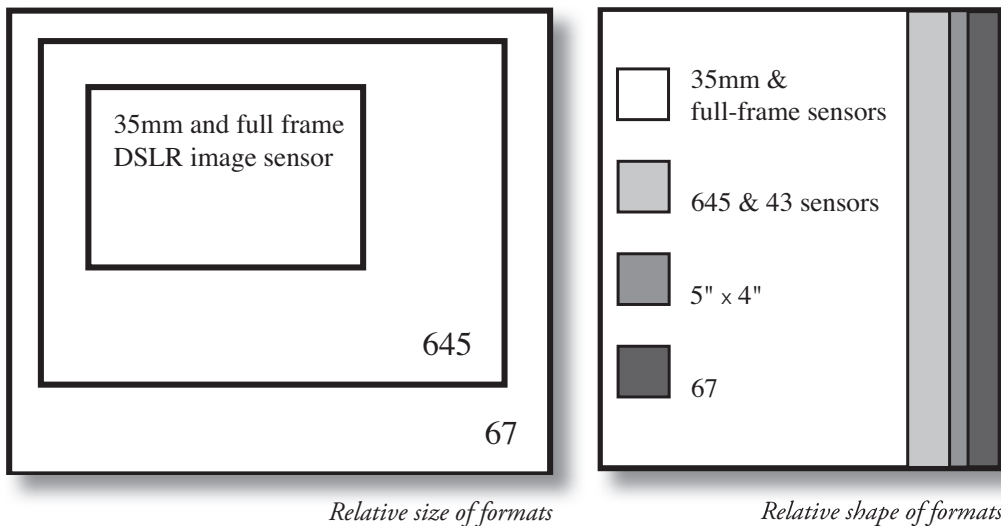 35mm and full frame
DSLR image sensor
645
67
Relative size of formats
35mm &
full-frame sensors
645 & 43 sensors
5" x 4"
67
Relative shape of formats